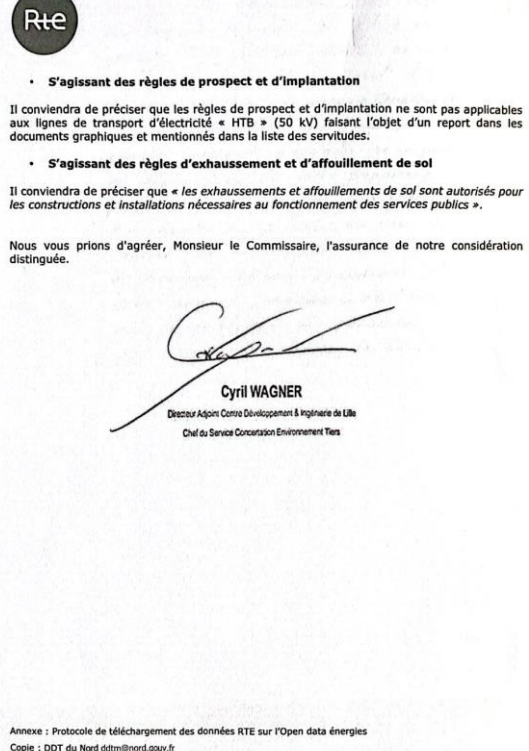 Rte
• S'agissant des règles de prospect et d'implantation
Il conviendra de préciser que les règles de prospect et d'implantation ne sont pas applicables
aux lignes de transport d'électricité « HTB » (50 kV) faisant l'objet d'un report dans les
documents graphiques et mentionnés dans la liste des servitudes.
• S'agissant des règles d'exhaussement et d'affouillement de sol
Il conviendra de préciser que « les exhaussements et affouillements de sol sont autorisés pour
les constructions et installations nécessaires au fonctionnement des services publics ».
Nous vous prions d'agréer, Monsieur le Commissaire, l'assurance de notre considération
distinguée.
Cyril WAGNER
Directeur Adjoint Centre Développement & Ingénierie de Lille
Chef du Service Concertation Environnement Tiers
Annexe : Protocole de téléchargement des données RTE sur l'Open data énergies
Copie : DDT du Nord ddtm@nord.gouv.fr